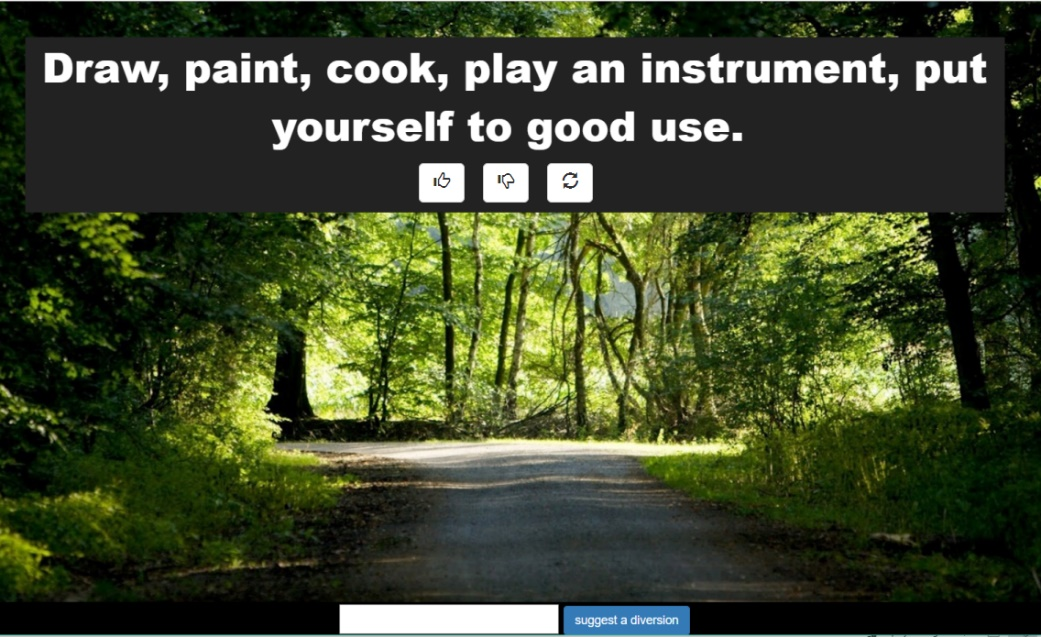 Draw, paint, cook, play an instrument, put
yourself to good use.
suggest a diversion